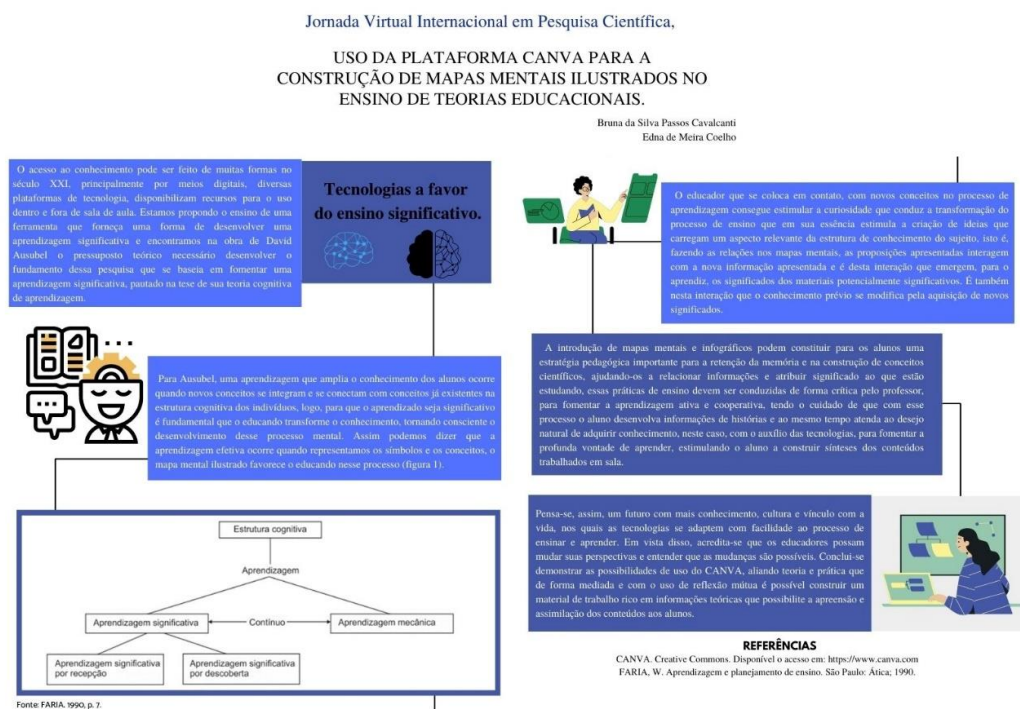 Jornada Virtual Internacional em Pesquisa Científica,
USO DA PLATAFORMA CANVA PARA A
CONSTRUÇÃO DE MAPAS MENTAIS ILUSTRADOS NO
ENSINO DE TEORIAS EDUCACIONAIS.
Bruna da Silva Passos Cavalcanti
Edna de Meira Coelho
O acesso ao conhecimento pode ser feito de muitas formas no
século XXI, principalmente por meios digitais, diversas
plataformas de tecnologia, disponibilizam recursos para o uso
dentro e fora de sala de aula. Estamos propondo o ensino de uma
ferramenta que forneça uma forma de desenvolver uma
aprendizagem significativa e encontramos na obra de David
Ausubel o pressuposto teórico necessário desenvolver o
fundamento dessa pesquisa que se baseia em fomentar uma
aprendizagem significativa, pautado na tese de sua teoria cognitiva
de aprendizagem.
Tecnologias a favor
do ensino significativo.
Para Ausubel, uma aprendizagem que amplia o conhecimento dos alunos ocorre
quando novos conceitos se integram e se conectam com conceitos já existentes na
estrutura cognitiva dos indivíduos, logo, para que o aprendizado seja significativo
é fundamental que o educando transforme o conhecimento, tornando consciente o
desenvolvimento desse processo mental. Assim podemos dizer que a
aprendizagem efetiva ocorre quando representamos os símbolos e os conceitos, o
mapa mental ilustrado favorece o educando nesse processo (figura 1).
Estrutura cognitiva
Aprendizagem
Aprendizagem significativa
Contínuo
Aprendizagem mecânica
Aprendizagem significativa
por recepção
Aprendizagem significativa
por descoberta
Fonte: FARIA, 1990, p. 7.
O educador que se coloca em contato, com novos conceitos no processo de
aprendizagem consegue estimular a curiosidade que conduz a transformação do
processo de ensino que em sua essência estimula a criação de ideias que
carregam um aspecto relevante da estrutura de conhecimento do sujeito, isto é,
fazendo as relações nos mapas mentais, as proposições apresentadas interagem
com a nova informação apresentada e é desta interação que emergem, para o
aprendiz, os significados dos materiais potencialmente significativos. É também
nesta interação que o conhecimento prévio se modifica pela aquisição de novos
significados.
A introdução de mapas mentais e infográficos podem constituir para os alunos uma
estratégia pedagógica importante para a retenção da memória e na construção de conceitos
científicos, ajudando-os a relacionar informações e atribuir significado ao que estão
estudando, essas práticas de ensino devem ser conduzidas de forma crítica pelo professor,
para fomentar a aprendizagem ativa e cooperativa, tendo o cuidado de que com esse
processo o aluno desenvolva informações de histórias e ao mesmo tempo atenda ao desejo
natural de adquirir conhecimento, neste caso, com o auxílio das tecnologias, para fomentar a
profunda vontade de aprender, estimulando o aluno a construir sínteses dos conteúdos
trabalhados em sala.
Pensa-se, assim, um futuro com mais conhecimento, cultura e vínculo com a
vida, nos quais as tecnologias se adaptem com facilidade ao processo de
ensinar e aprender. Em vista disso, acredita-se que os educadores possam
mudar suas perspectivas e entender que as mudanças são possíveis. Conclui-se
demonstrar as possibilidades de uso do CANVA, aliando teoria e prática que
de forma mediada e com o uso de reflexão mútua é possível construir um
material de trabalho rico em informações teóricas que possibilite a apreensão e
assimilação dos conteúdos aos alunos.
REFERÊNCIAS
CANVA. Creative Commons. Disponível o acesso em: https://www.canva.com
FARIA, W. Aprendizagem e planejamento de ensino. São Paulo: Ática; 1990.